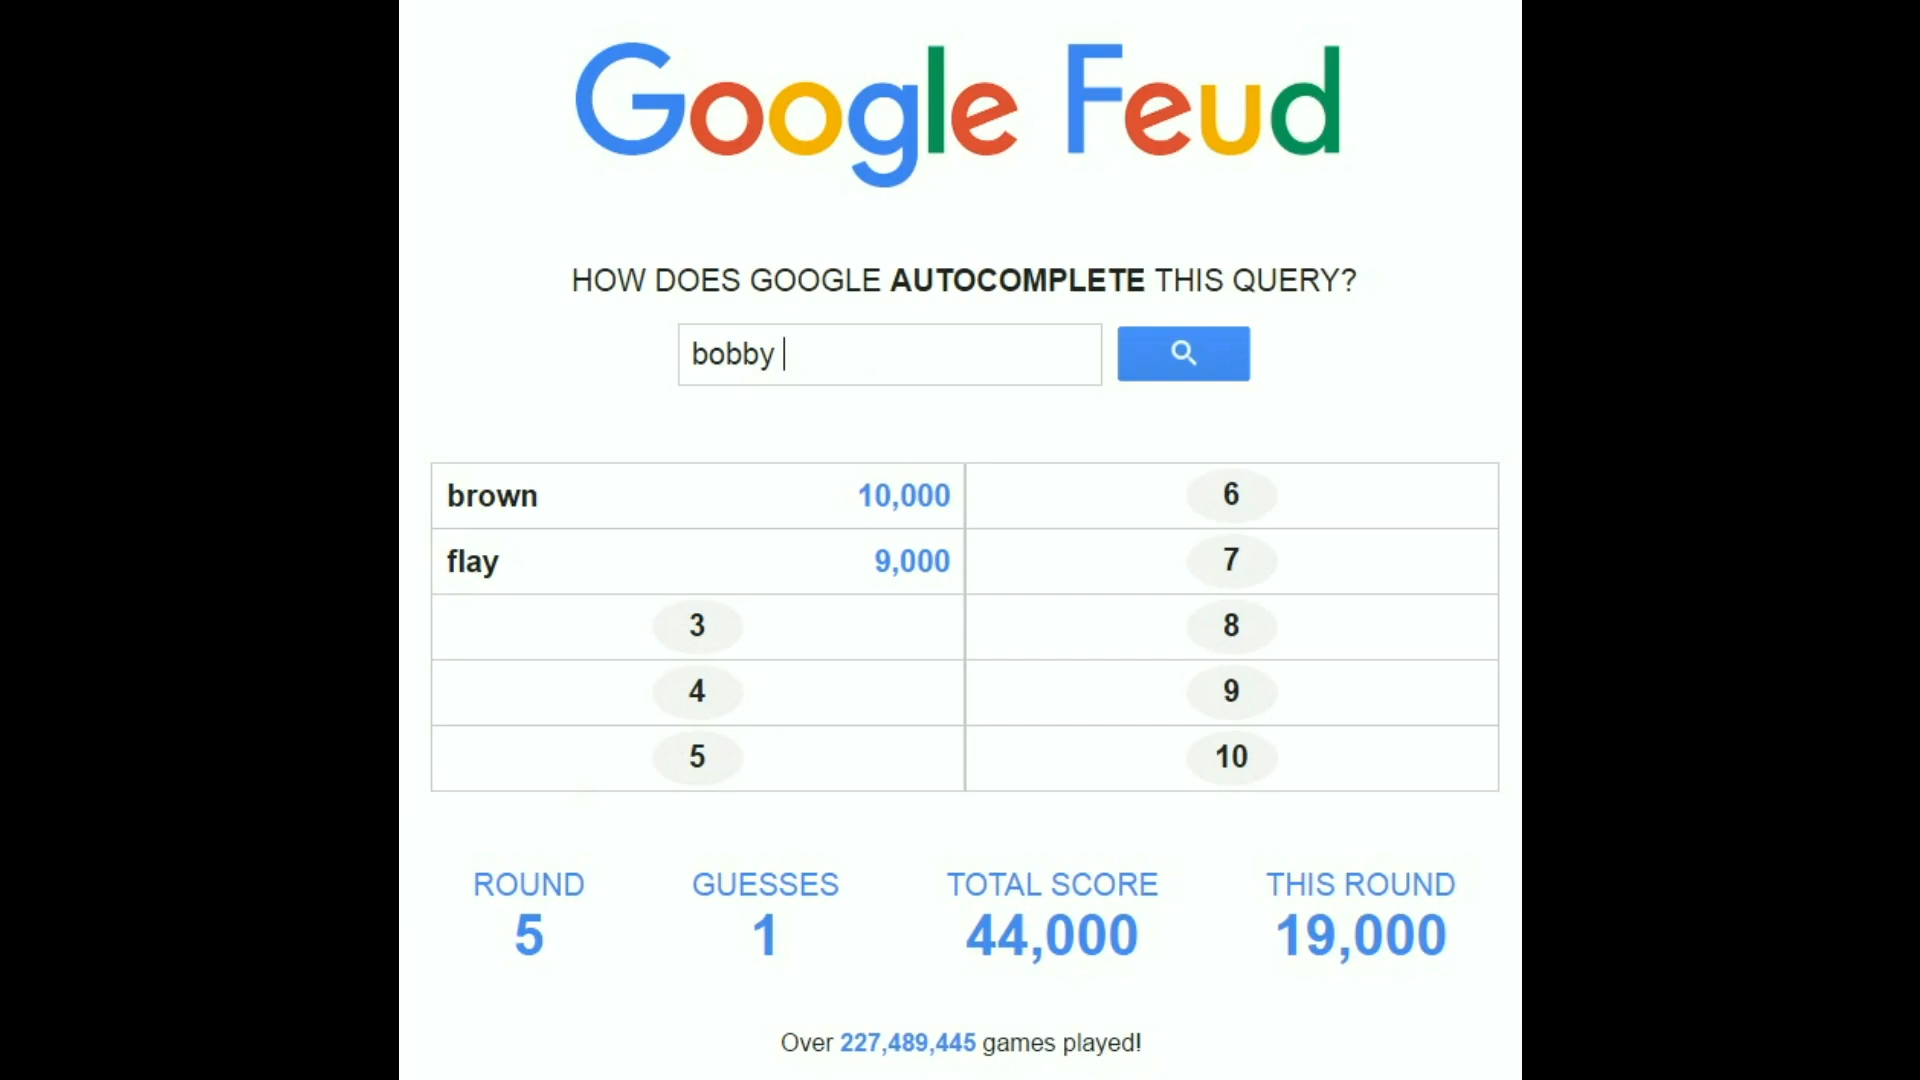 Google Feud
HOW DOES GOOGLE AUTOCOMPLETE THIS QUERY?
bobby
brown 10,000
flay 9,000
3
4
5
6
7
8
9
10
ROUND
5
GUESSES
1
TOTAL SCORE
44,000
THIS ROUND
19,000
Over 227,489,445 games played!